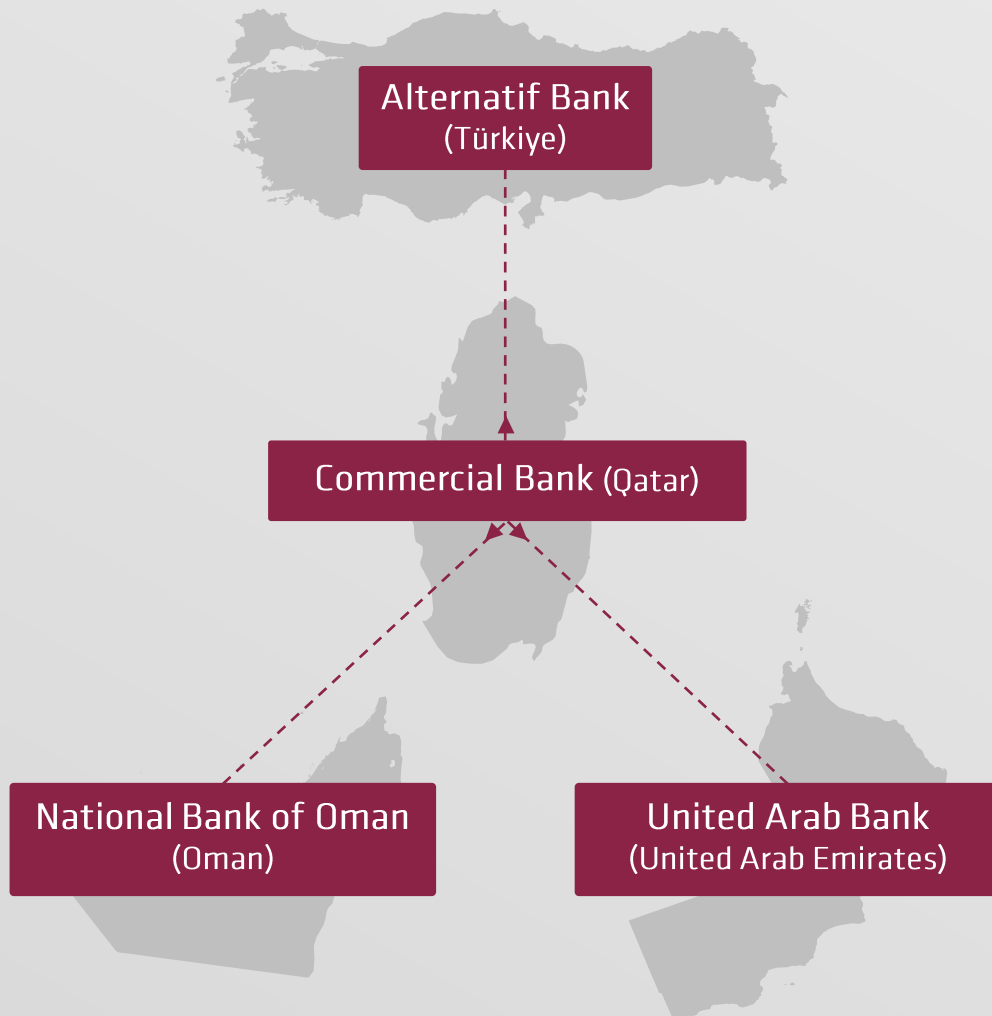 Alternatif Bank
(Türkiye)
Commercial Bank (Qatar)
National Bank of Oman
(Oman)
United Arab Bank
(United Arab Emirates)